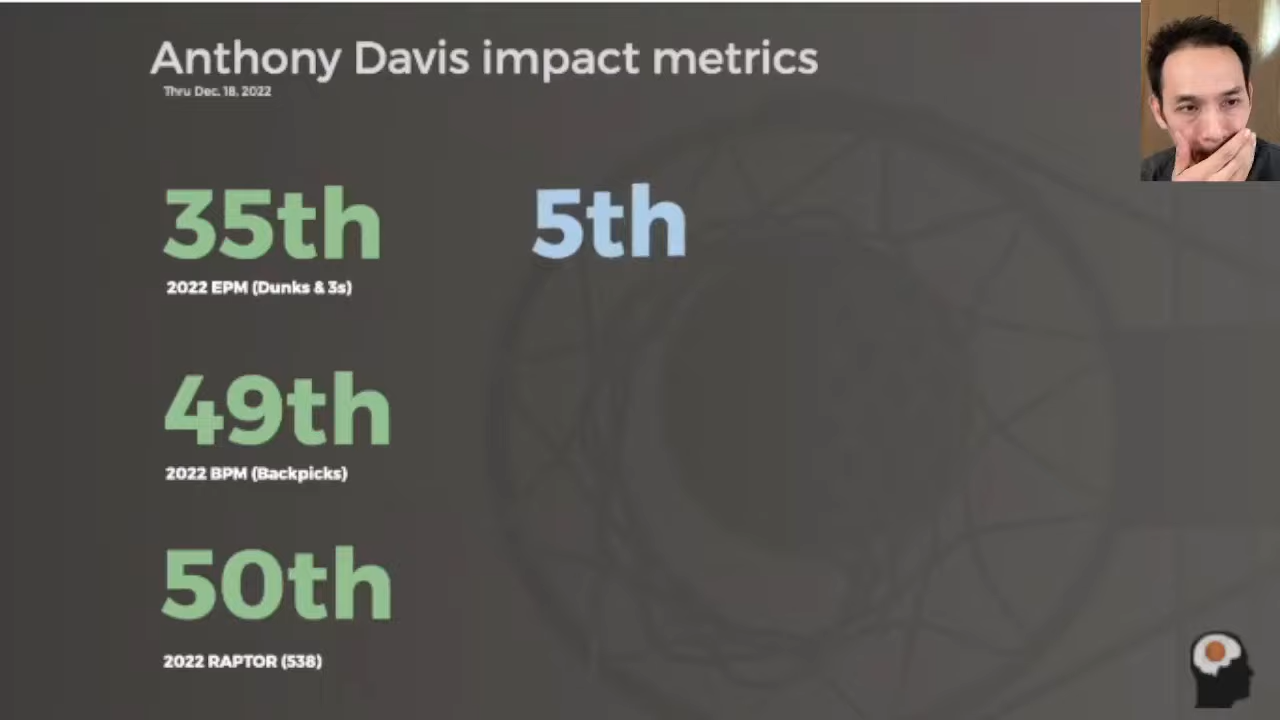 Anthony Davis impact metrics
Thru Dec. 18, 2022
35th 5th
2022 EPM (Dunks & 3s)
49th
2022 BPM (Backpicks)
50th
2022 RAPTOR (538)